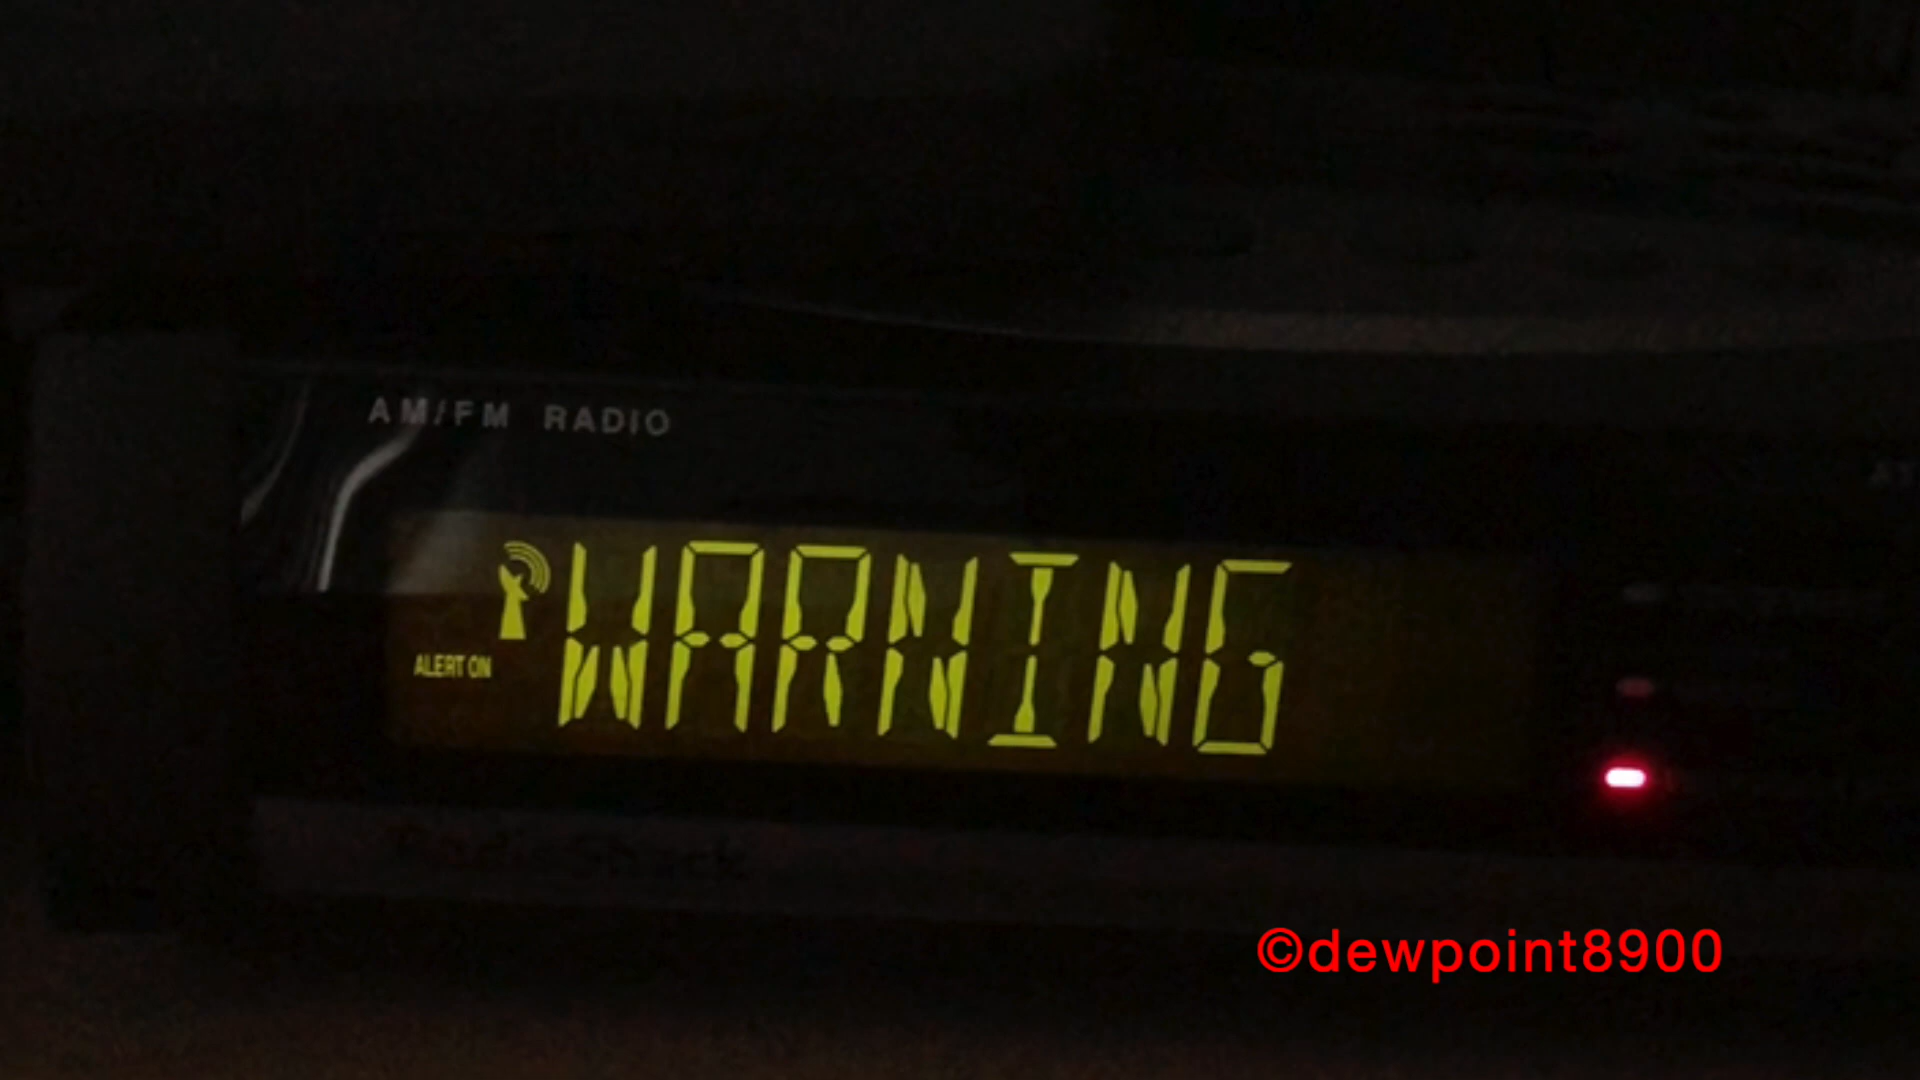 AM/FM RADIO
WARNING
ALERT ON
RadioShack
©dewpoint8900